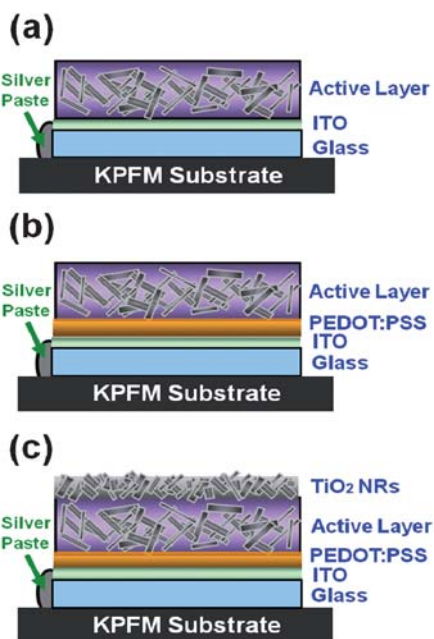 (a)
Silver
Paste
Active Layer
ITO
Glass
KPFM Substrate
(b)
Silver
Paste
Active Layer
PEDOT:PSS
ITO
Glass
KPFM Substrate
(c)
TiO₂ NRs
Silver
Paste
Active Layer
PEDOT:PSS
ITO
Glass
KPFM Substrate